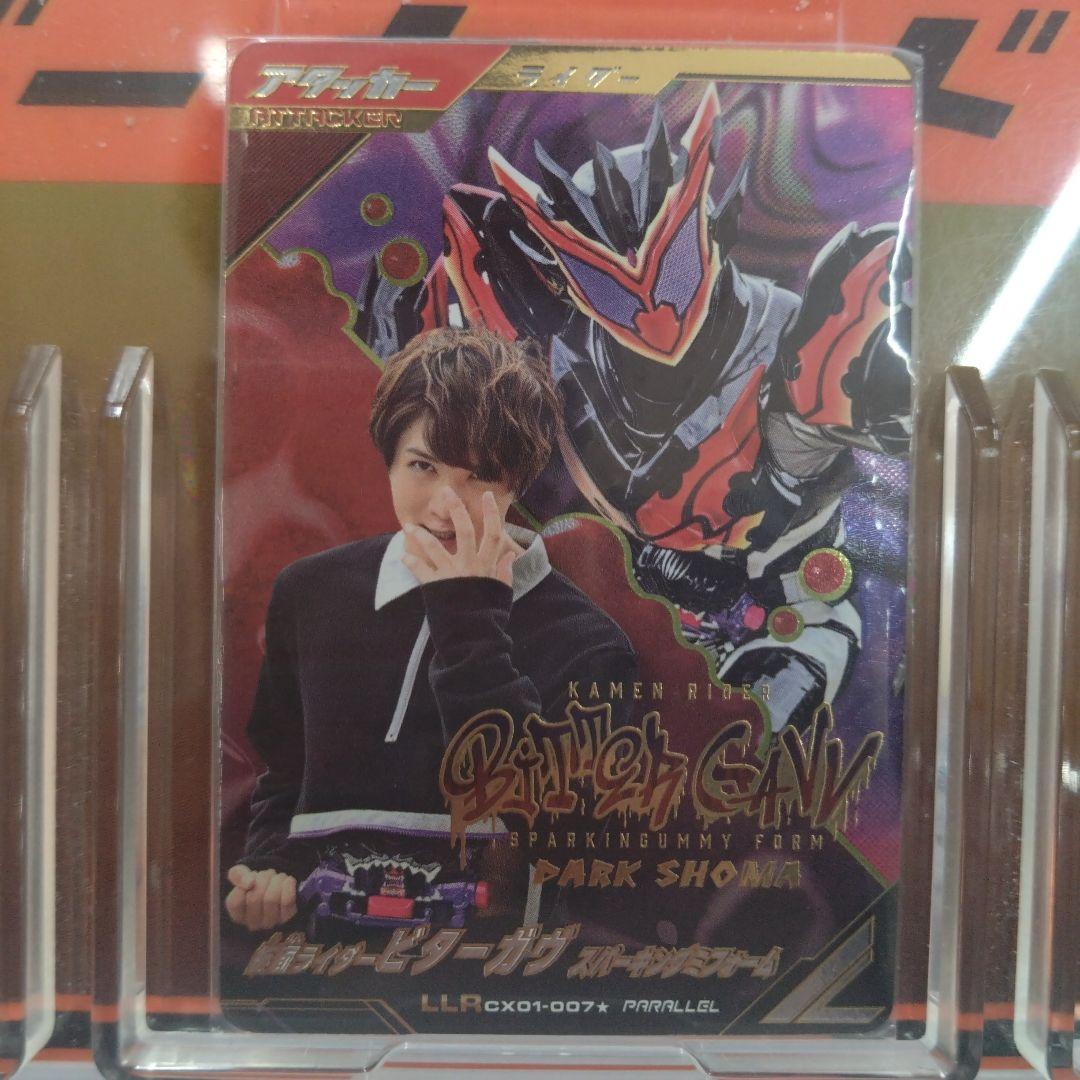 アタッカー
ATTACKER
ライダー
KAMEN RIDER
BITTER GAVV
SPARKINGUMMY FORM
DARK SHOMA
仮面ライダービターガヴ スパーキングミフォーム
LLR CX01-007★ PARALLEL